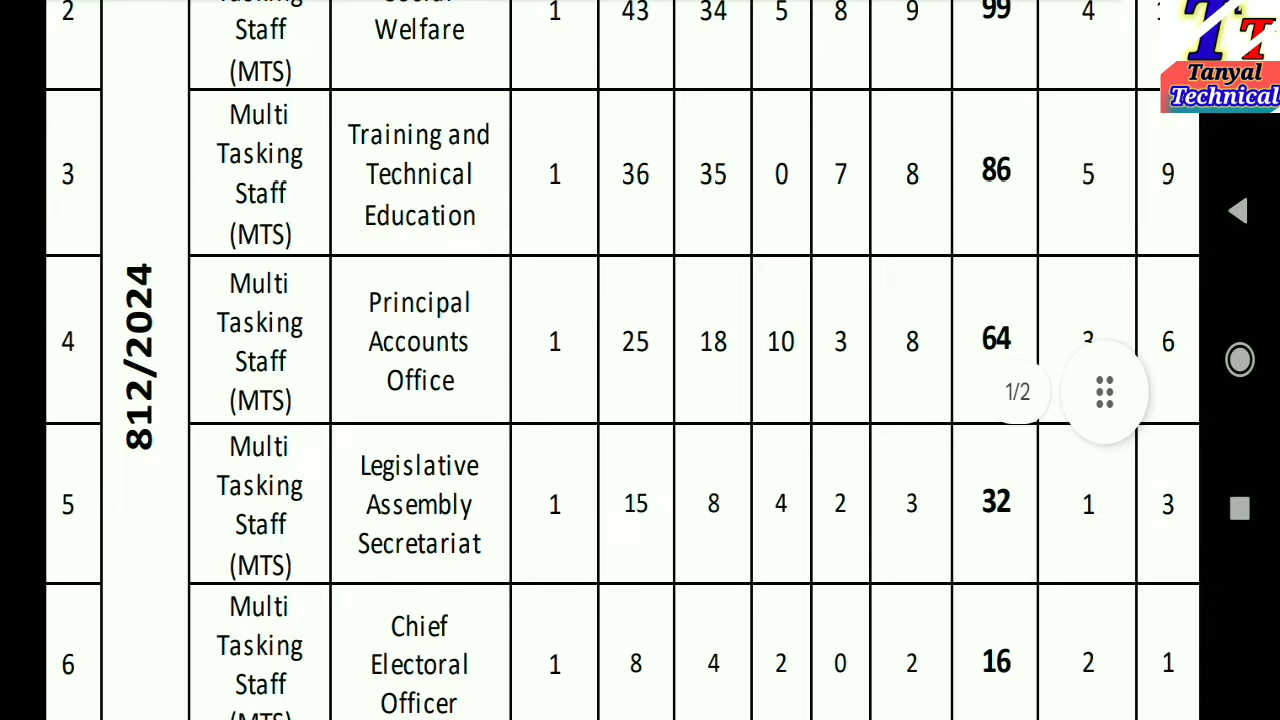 2 Staff (MTS) Welfare 1 43 34 5 8 9 99 4
Tanyal
Technical
3 Multi Tasking Staff (MTS) Training and Technical Education 1 36 35 0 7 8 86 5 9
812/2024
4 Multi Tasking Staff (MTS) Principal Accounts Office 1 25 18 10 3 8 64 3 6
1/2
5 Multi Tasking Staff (MTS) Legislative Assembly Secretariat 1 15 8 4 2 3 32 1 3
6 Multi Tasking Staff Chief Electoral Officer 1 8 4 2 0 2 16 2 1